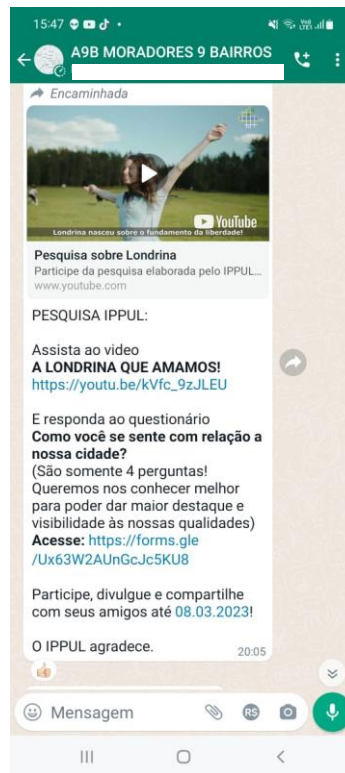 15:47
A9B MORADORES 9 BAIRROS
Encaminhada
Londrina nasceu sobre o fundamento da liberdade!
YouTube
Pesquisa sobre Londrina
Participe da pesquisa elaborada pelo IPPUL...
www.youtube.com
PESQUISA IPPUL:
Assista ao video
A LONDRINA QUE AMAMOS!
https://youtu.be/kVfc_9zJLEU
E responda ao questionário
Como você se sente com relação a
nossa cidade?
(São somente 4 perguntas!
Queremos nos conhecer melhor
para poder dar maior destaque e
visibilidade às nossas qualidades)
Acesse: https://forms.gle
/Ux63W2AUnGcJc5KU8
Participe, divulgue e compartilhe
com seus amigos até 08.03.2023!
O IPPUL agradece.
20:05
Mensagem
R$